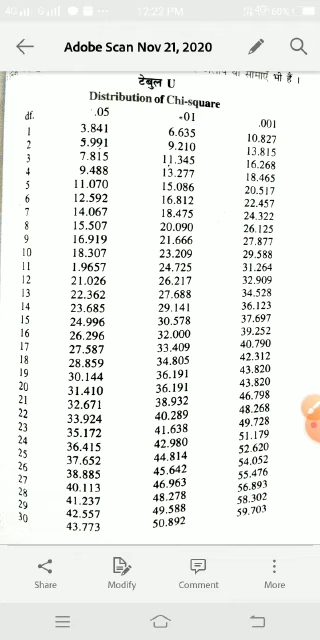 12:22 PM
Adobe Scan Nov 21, 2020
सीमाएँ भी हैं ।
टेबुल U
Distribution of Chi-square
df. .05 -01 .001
1 3.841 6.635 10.827
2 5.991 9.210 13.815
3 7.815 11.345 16.268
4 9.488 13.277 18.465
5 11.070 15.086 20.517
6 12.592 16.812 22.457
7 14.067 18.475 24.322
8 15.507 20.090 26.125
9 16.919 21.666 27.877
10 18.307 23.209 29.588
11 1.9657 24.725 31.264
12 21.026 26.217 32.909
13 22.362 27.688 34.528
14 23.685 29.141 36.123
15 24.996 30.578 37.697
16 26.296 32.000 39.252
17 27.587 33.409 40.790
18 28.859 34.805 42.312
19 30.144 36.191 43.820
20 31.410 36.191 43.820
21 32.671 38.932 46.798
22 33.924 40.289 48.268
23 35.172 41.638 49.728
24 36.415 42.980 51.179
25 37.652 44.814 52.620
26 38.885 45.642 54.052
27 40.113 46.963 55.476
28 41.237 48.278 56.893
29 42.557 49.588 58.302
30 43.773 50.892 59.703
Share Modify Comment More